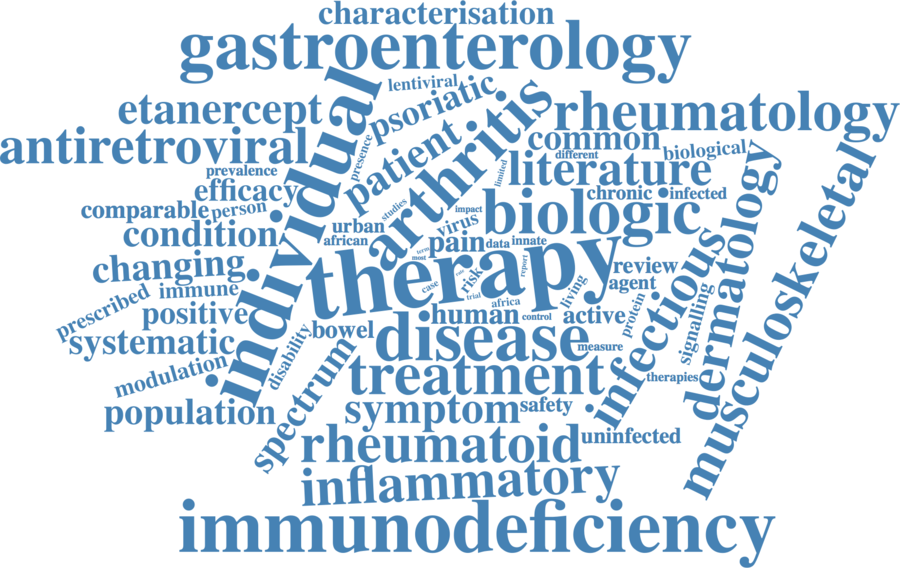 characterisation
gastroenterology
lentiviral
etanercept
individual
psoriatic
arthritis
rheumatology
antiretroviral
presence
patient
common
different
biological
literature
limited
prevalence
efficacy
chronic
infected
comparable
person
studies
impact
biologic
condition
urban
african
virus
pain
data
innate
term
most
therapy
changing
case
risk
rate
trial
report
review
agent
living
infectious
dermatology
musculoskeletal
prescribed
immune
positive
africa
human
control
active
protein
signalling
bowel
disability
systematic
disease
measure
modulation
spectrum
treatment
therapies
population
symptom
safety
rheumatoid
uninfected
inflammatory
immunodeficiency